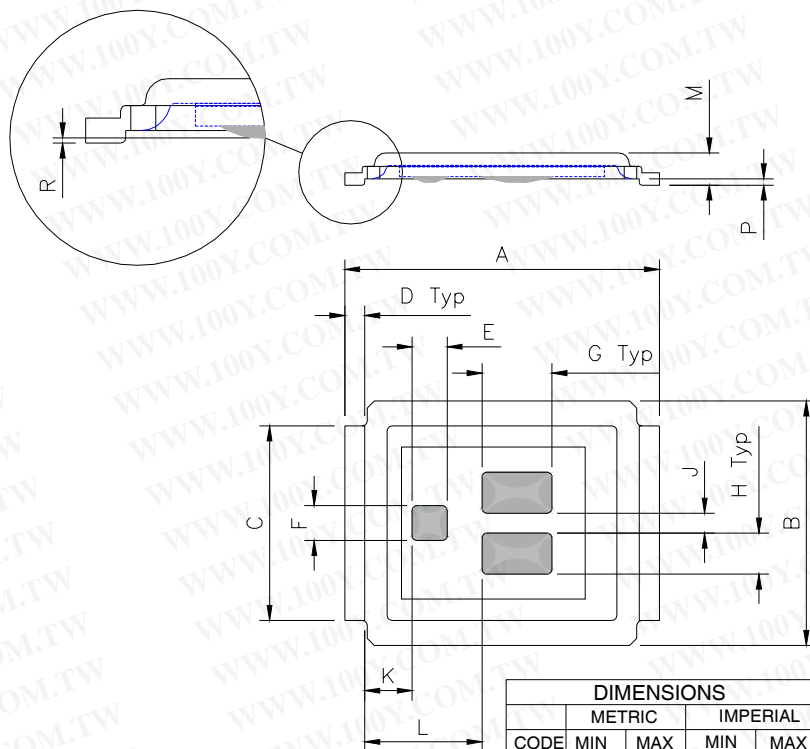 WWW.100Y.COM.TW
R
M
P
A
D Typ
E
G Typ
C
F
J
H Typ
B
K
L
DIMENSIONS
METRIC IMPERIAL
CODE MIN MAX MIN MAX